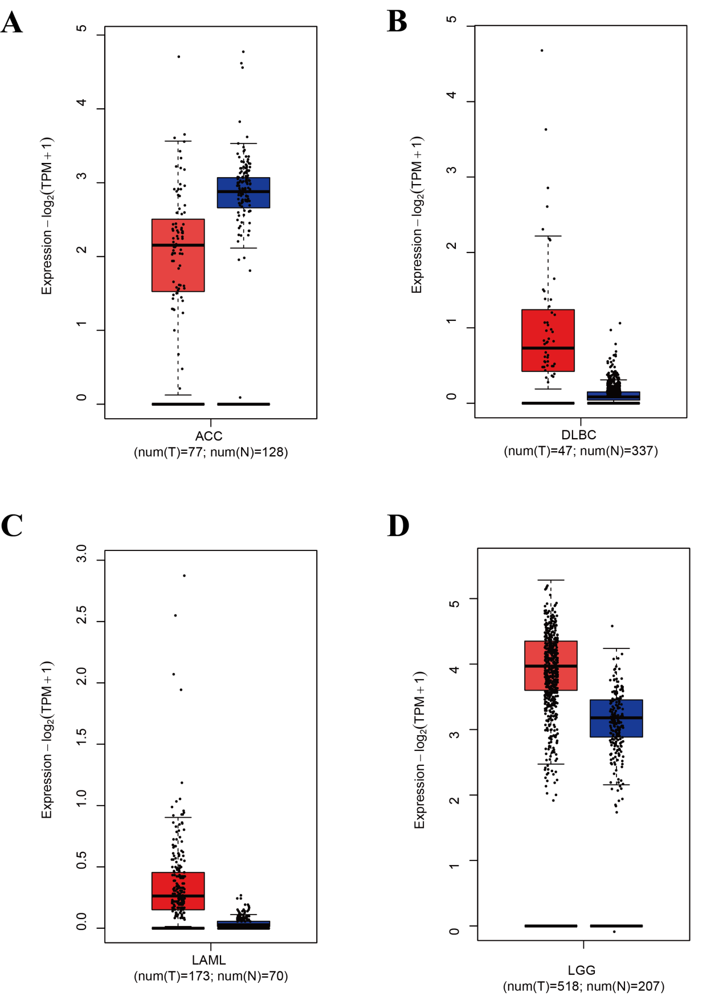 A
5
4
3
2
1
0
Expression – log₂(TPM + 1)
ACC
(num(T)=77; num(N)=128)
B
5
4
3
2
1
0
Expression – log₂(TPM + 1)
DLBC
(num(T)=47; num(N)=337)
C
3.0
2.5
2.0
1.5
1.0
0.5
0.0
Expression – log₂(TPM + 1)
LAML
(num(T)=173; num(N)=70)
D
5
4
3
2
1
0
Expression – log₂(TPM + 1)
LGG
(num(T)=518; num(N)=207)